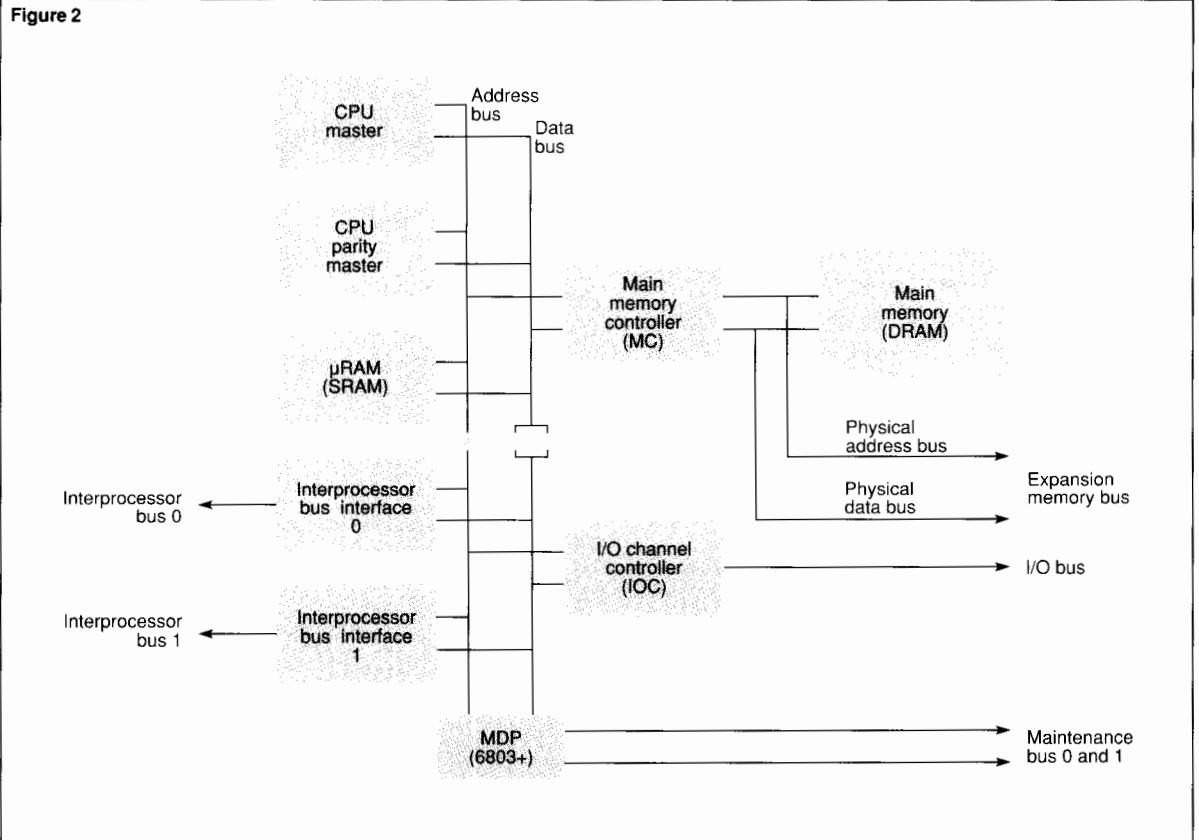 Figure 2
CPU
master
Address
bus
Data
bus
CPU
parity
master
Main
memory
controller
(MC)
Main
memory
(DRAM)
µRAM
(SRAM)
Physical
address bus
Physical
data bus
Expansion
memory bus
Interprocessor
bus 0
Interprocessor
bus interface
0
I/O channel
controller
(IOC)
I/O bus
Interprocessor
bus 1
Interprocessor
bus interface
1
MDP
(6803+)
Maintenance
bus 0 and 1